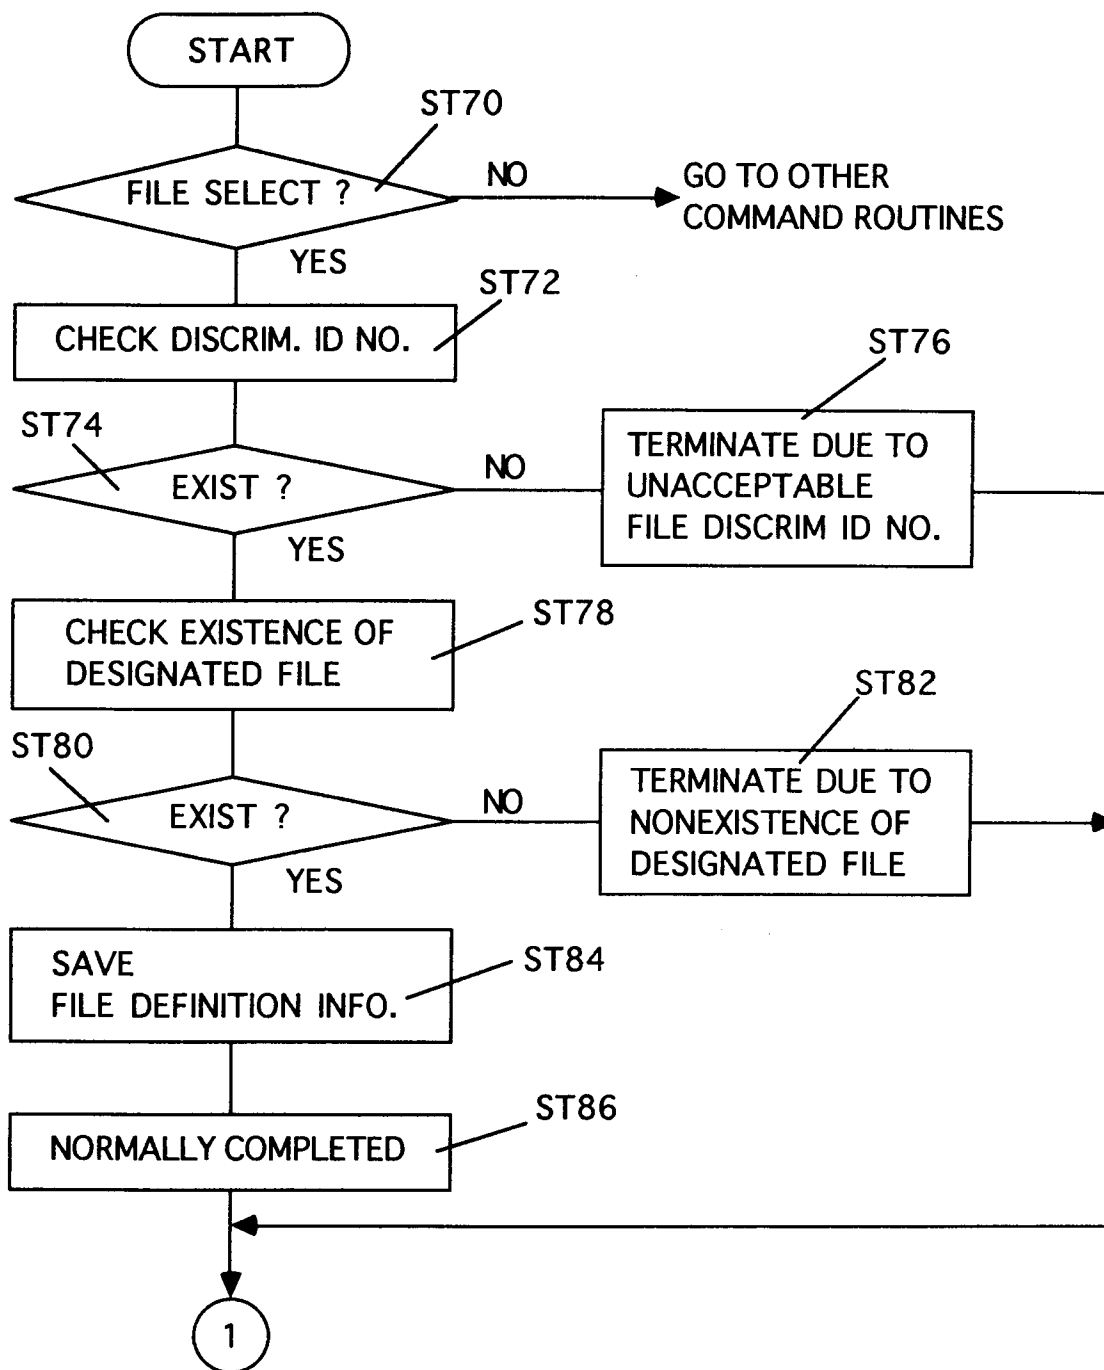 START
ST70
FILE SELECT ?
NO
GO TO OTHER
COMMAND ROUTINES
YES
ST72
CHECK DISCRIM. ID NO.
ST76
ST74
EXIST ?
NO
TERMINATE DUE TO
UNACCEPTABLE
FILE DISCRIM ID NO.
YES
ST78
CHECK EXISTENCE OF
DESIGNATED FILE
ST82
ST80
EXIST ?
NO
TERMINATE DUE TO
NONEXISTENCE OF
DESIGNATED FILE
YES
ST84
SAVE
FILE DEFINITION INFO.
ST86
NORMALLY COMPLETED
1